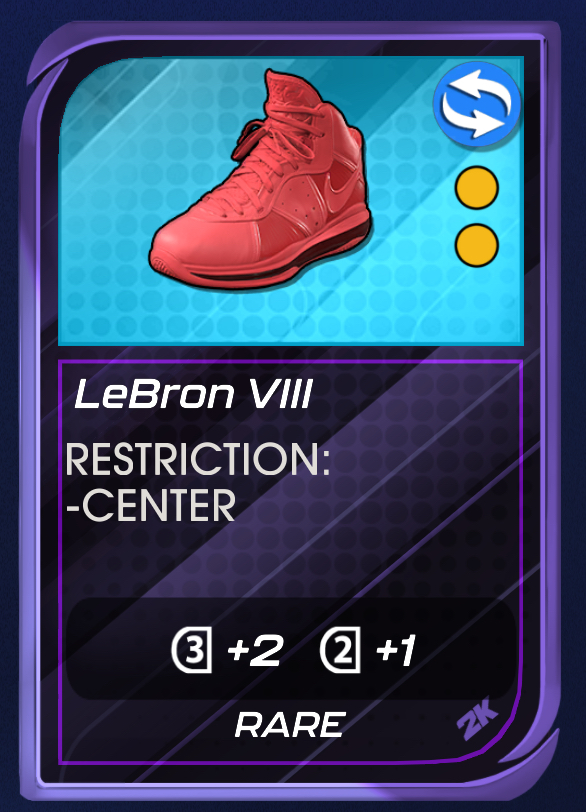 LeBron VIII
RESTRICTION:
-CENTER
3 +2 2 +1
RARE
2K